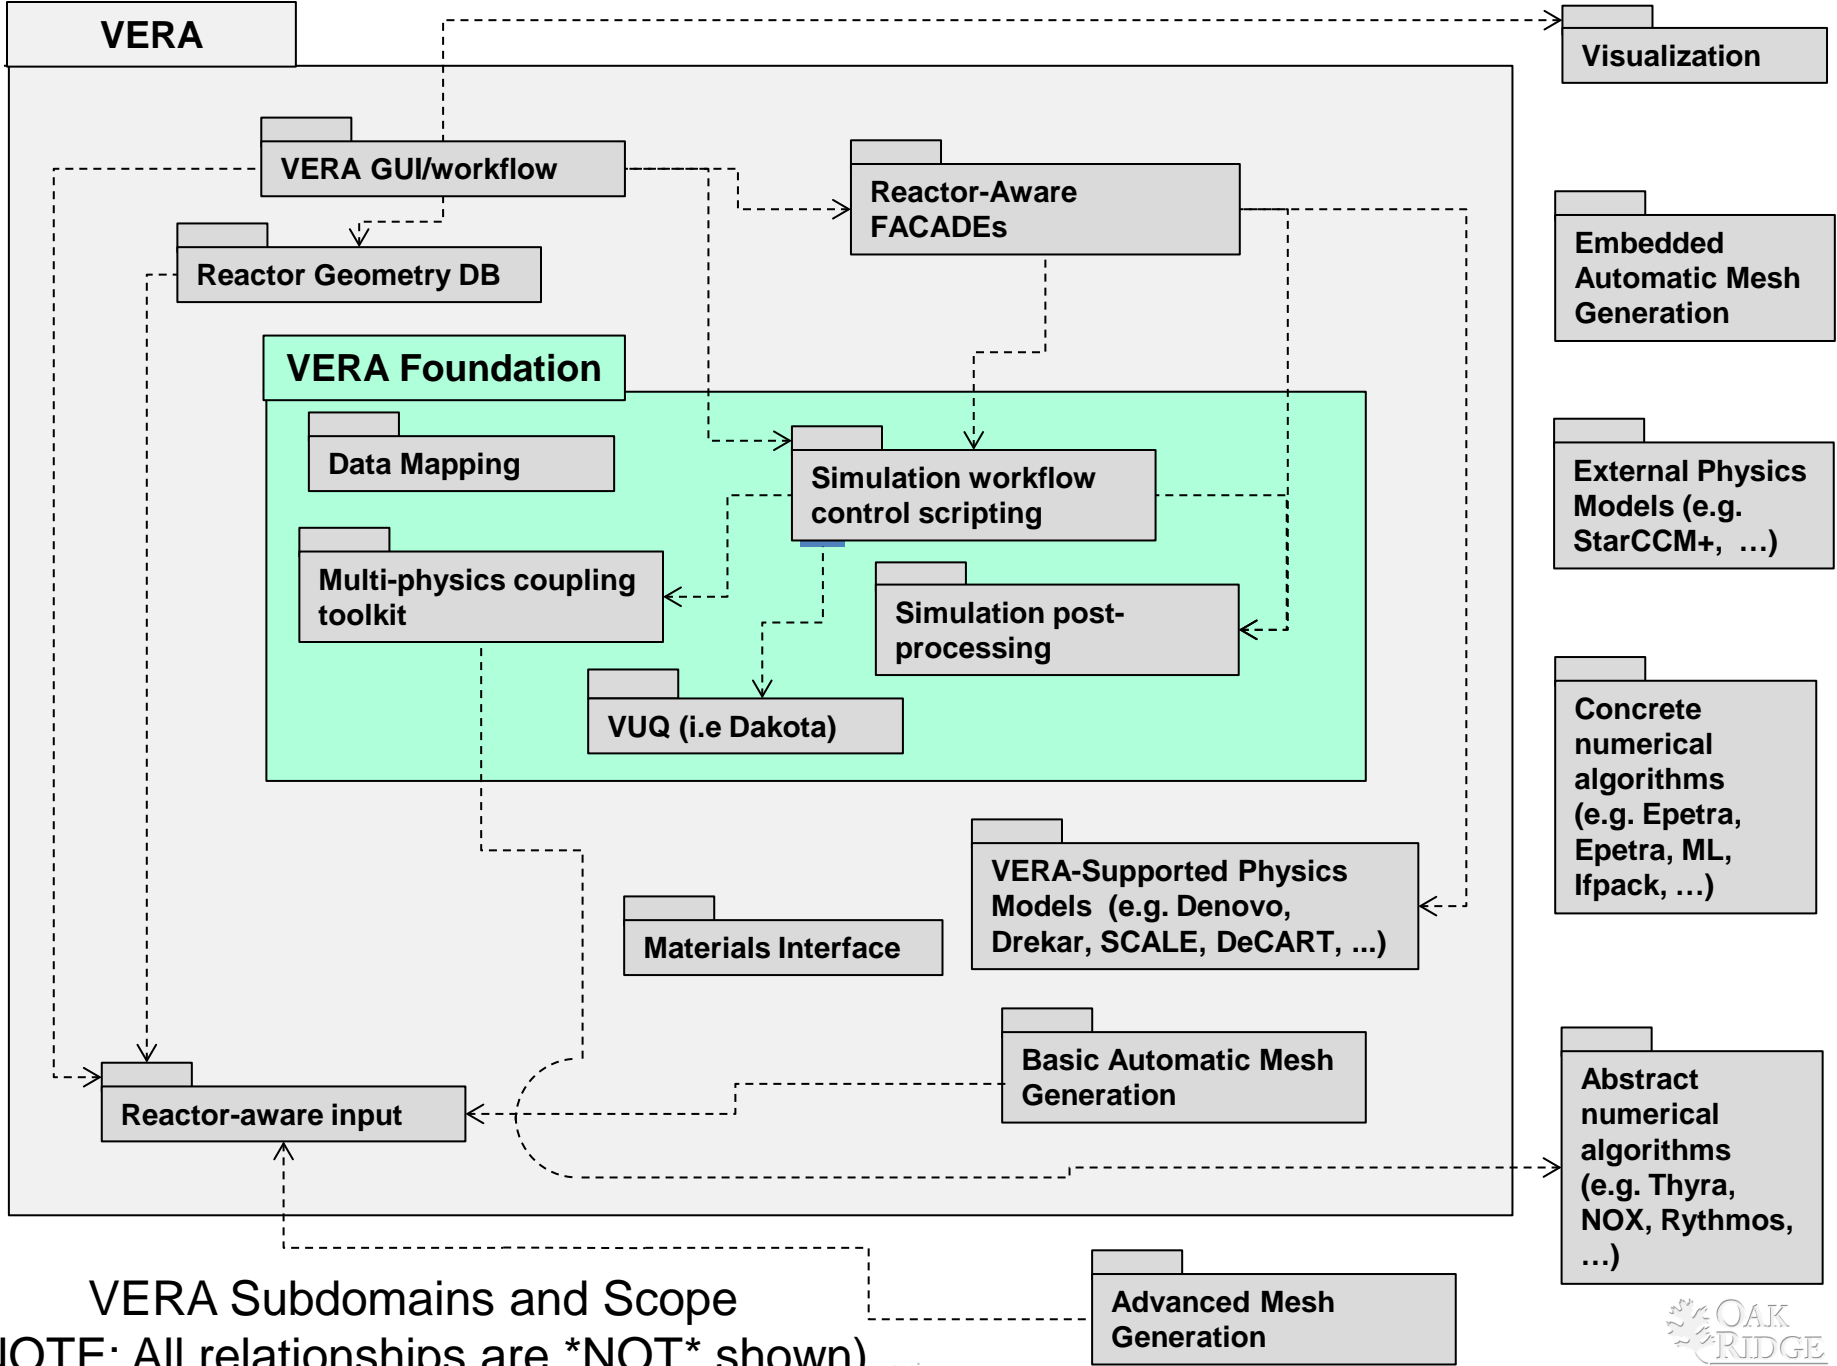 VERA
Visualization
VERA GUI/workflow
Reactor-Aware
FACADEs
Reactor Geometry DB
Embedded
Automatic Mesh
Generation
VERA Foundation
Data Mapping
Simulation workflow
control scripting
External Physics
Models (e.g.
StarCCM+, …)
Multi-physics coupling
toolkit
Simulation post-
processing
VUQ (i.e Dakota)
Concrete
numerical
algorithms
(e.g. Epetra,
Epetra, ML,
Ifpack, …)
VERA-Supported Physics
Models (e.g. Denovo,
Drekar, SCALE, DeCART, ...)
Materials Interface
Basic Automatic Mesh
Generation
Reactor-aware input
Abstract
numerical
algorithms
(e.g. Thyra,
NOX, Rythmos,
…)
Advanced Mesh
Generation
VERA Subdomains and Scope
NOTE: All relationships are *NOT* shown)
OAK
RIDGE